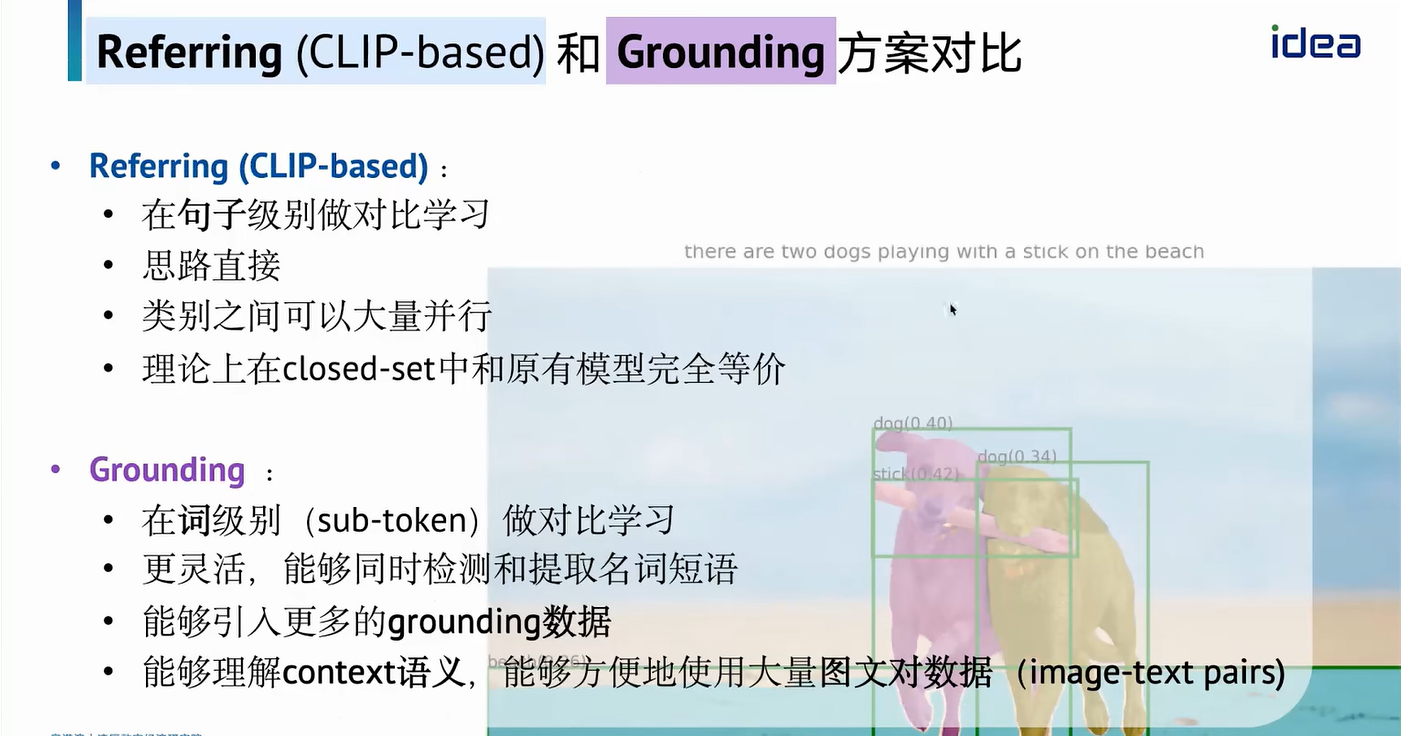 Referring (CLIP-based) 和 Grounding 方案对比
idea
• Referring (CLIP-based)：
• 在句子级别做对比学习
• 思路直接
• 类别之间可以大量并行
• 理论上在closed-set中和原有模型完全等价
there are two dogs playing with a stick on the beach
dog(0.40)
dog(0.34)
stick(0.42)
• Grounding ：
• 在词级别（sub-token）做对比学习
• 更灵活，能够同时检测和提取名词短语
• 能够引入更多的grounding数据
• 能够理解context语义，能够方便地使用大量图文对数据（image-text pairs)